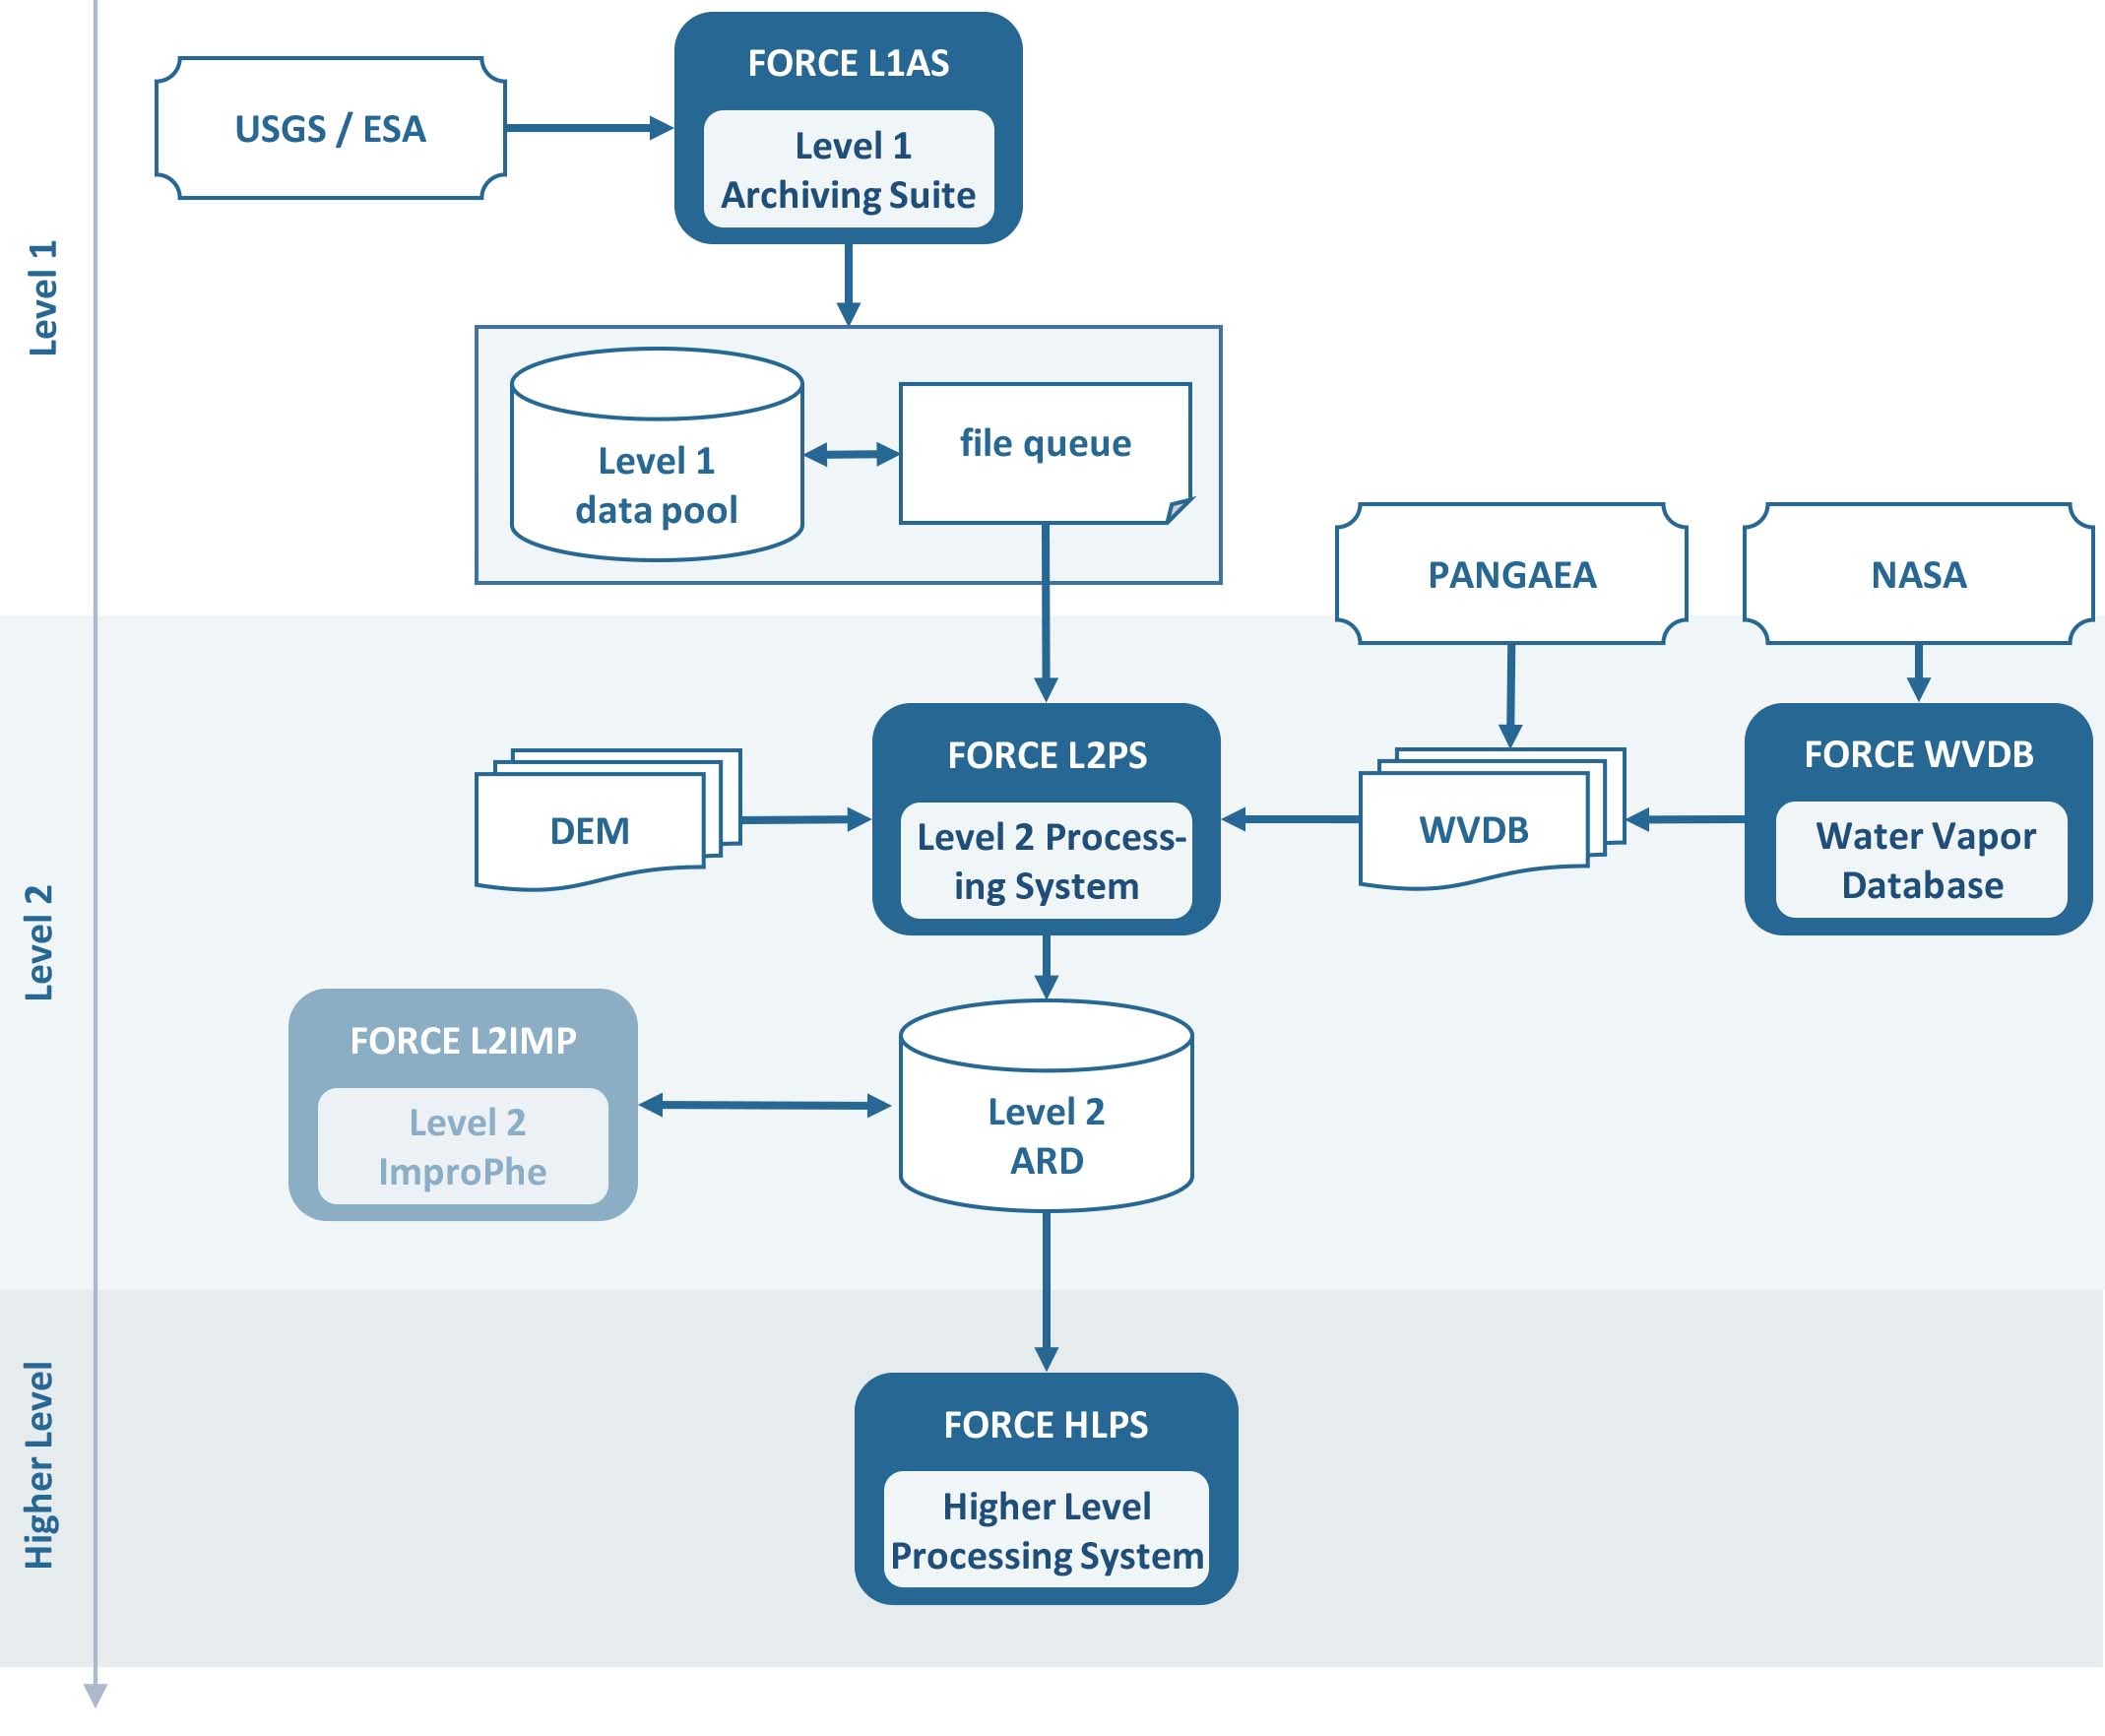 Level 1
USGS / ESA
FORCE L1AS
Level 1
Archiving Suite
Level 1
data pool
file queue
PANGAEA
NASA
Level 2
DEM
FORCE L2PS
Level 2 Process-
ing System
WVDB
FORCE WVDB
Water Vapor
Database
FORCE L2IMP
Level 2
ImproPhe
Level 2
ARD
Higher Level
FORCE HLPS
Higher Level
Processing System